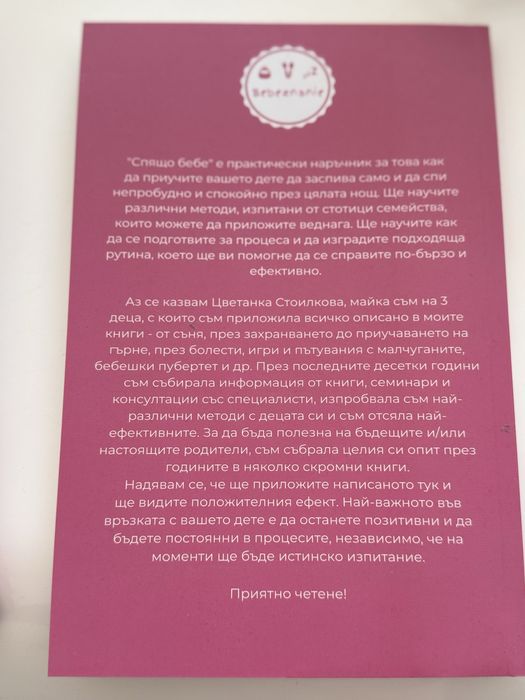 Bebeznanie
"Спящо бебе" е практически наръчник за това как
да приучите вашето дете да заспива само и да спи
непробудно и спокойно през цялата нощ. Ще научите
различни методи, изпитани от стотици семейства,
които можете да приложите веднага. Ще научите как
да се подготвите за процеса и да изградите подходяща
рутина, което ще ви помогне да се справите по-бързо и
ефективно.
Аз се казвам Цветанка Стоилкова, майка съм на 3
деца, с които съм приложила всичко описано в моите
книги - от съня, през захранването до приучаването на
гърне, през болести, игри и пътувания с малчуганите,
бебешки пубертет и др. През последните десетки години
съм събирала информация от книги, семинари и
консултации със специалисти, изпробвала съм най-
различни методи с децата си и съм отсяла най-
ефективните. За да бъда полезна на бъдещите и/или
настоящите родители, съм събрала целия си опит през
годините в няколко скромни книги.
Надявам се, че ще приложите написаното тук и
ще видите положителния ефект. Най-важното във
връзката с вашето дете е да останете позитивни и да
бъдете постоянни в процесите, независимо, че на
моменти ще бъде истинско изпитание.
Приятно четене!